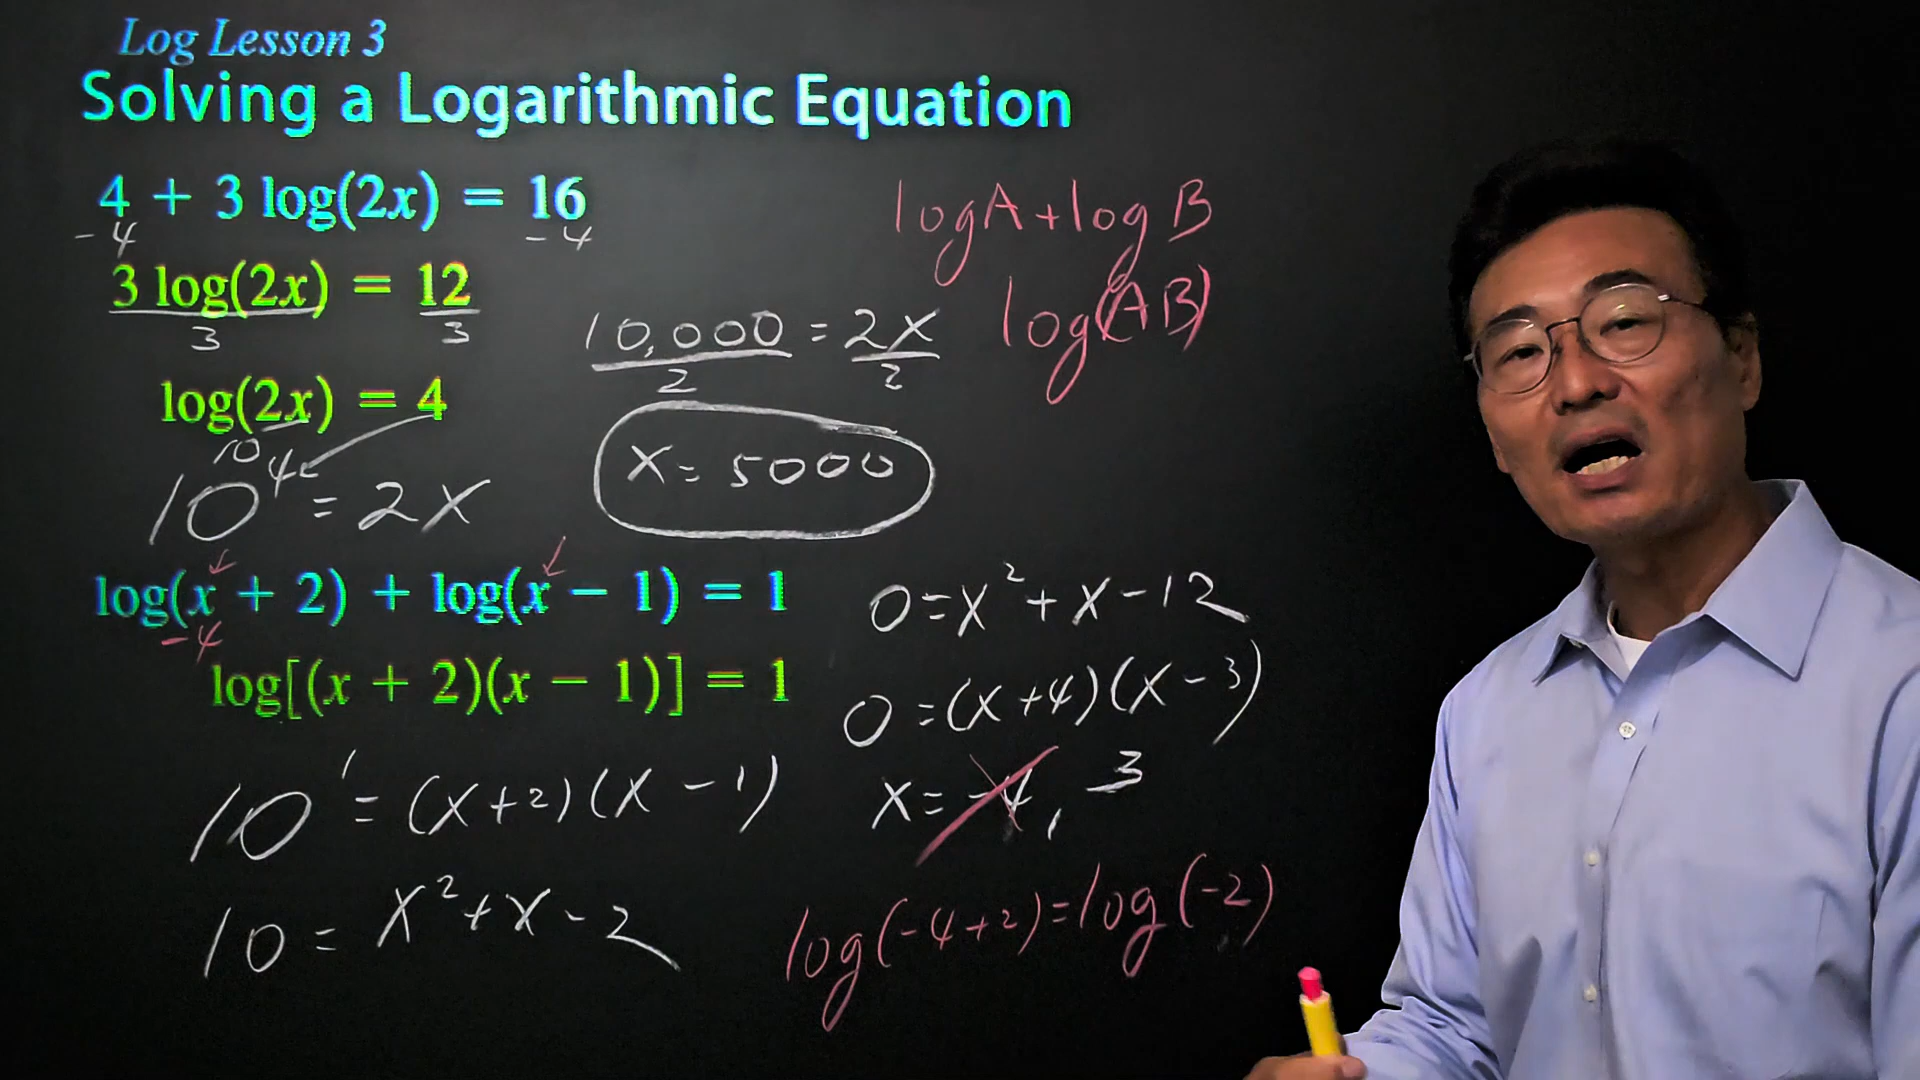 Log Lesson 3
Solving a Logarithmic Equation
4 + 3 log(2x) = 16
-4 -4
3 log(2x) = 12
3 3
log(2x) = 4
10
10^4 = 2x
10,000 = 2x
2 2
x = 5000
log A + log B
log(AB)
log(x + 2) + log(x − 1) = 1
-4
log[(x + 2)(x − 1)] = 1
10^1 = (x+2)(x-1)
10 = x²+x-2
0 = x²+x-12
0 = (x+4)(x-3)
x = -4, 3
log(-4+2) = log(-2)